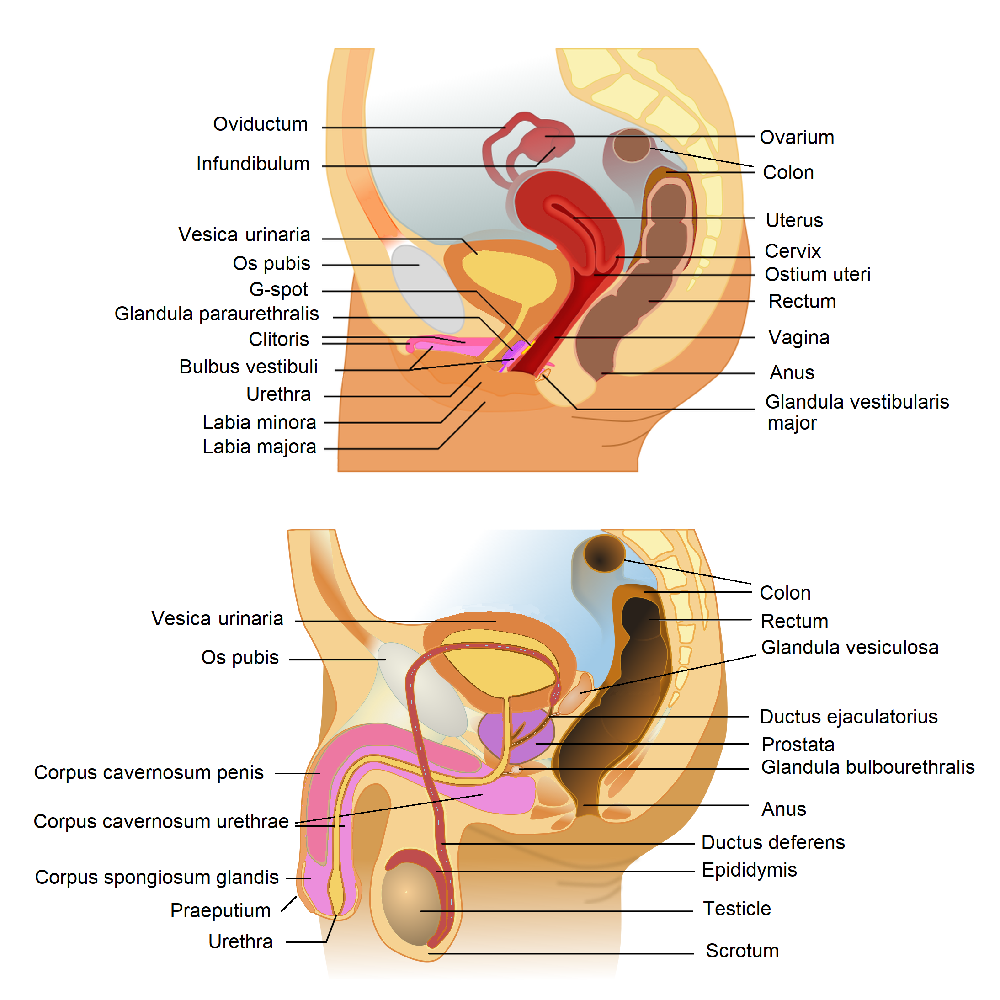 Oviductum
Infundibulum
Vesica urinaria
Os pubis
G-spot
Glandula paraurethralis
Clitoris
Bulbus vestibuli
Urethra
Labia minora
Labia majora
Ovarium
Colon
Uterus
Cervix
Ostium uteri
Rectum
Vagina
Anus
Glandula vestibularis
major
Vesica urinaria
Os pubis
Corpus cavernosum penis
Corpus cavernosum urethrae
Corpus spongiosum glandis
Praeputium
Urethra
Colon
Rectum
Glandula vesiculosa
Ductus ejaculatorius
Prostata
Glandula bulbourethralis
Anus
Ductus deferens
Epididymis
Testicle
Scrotum